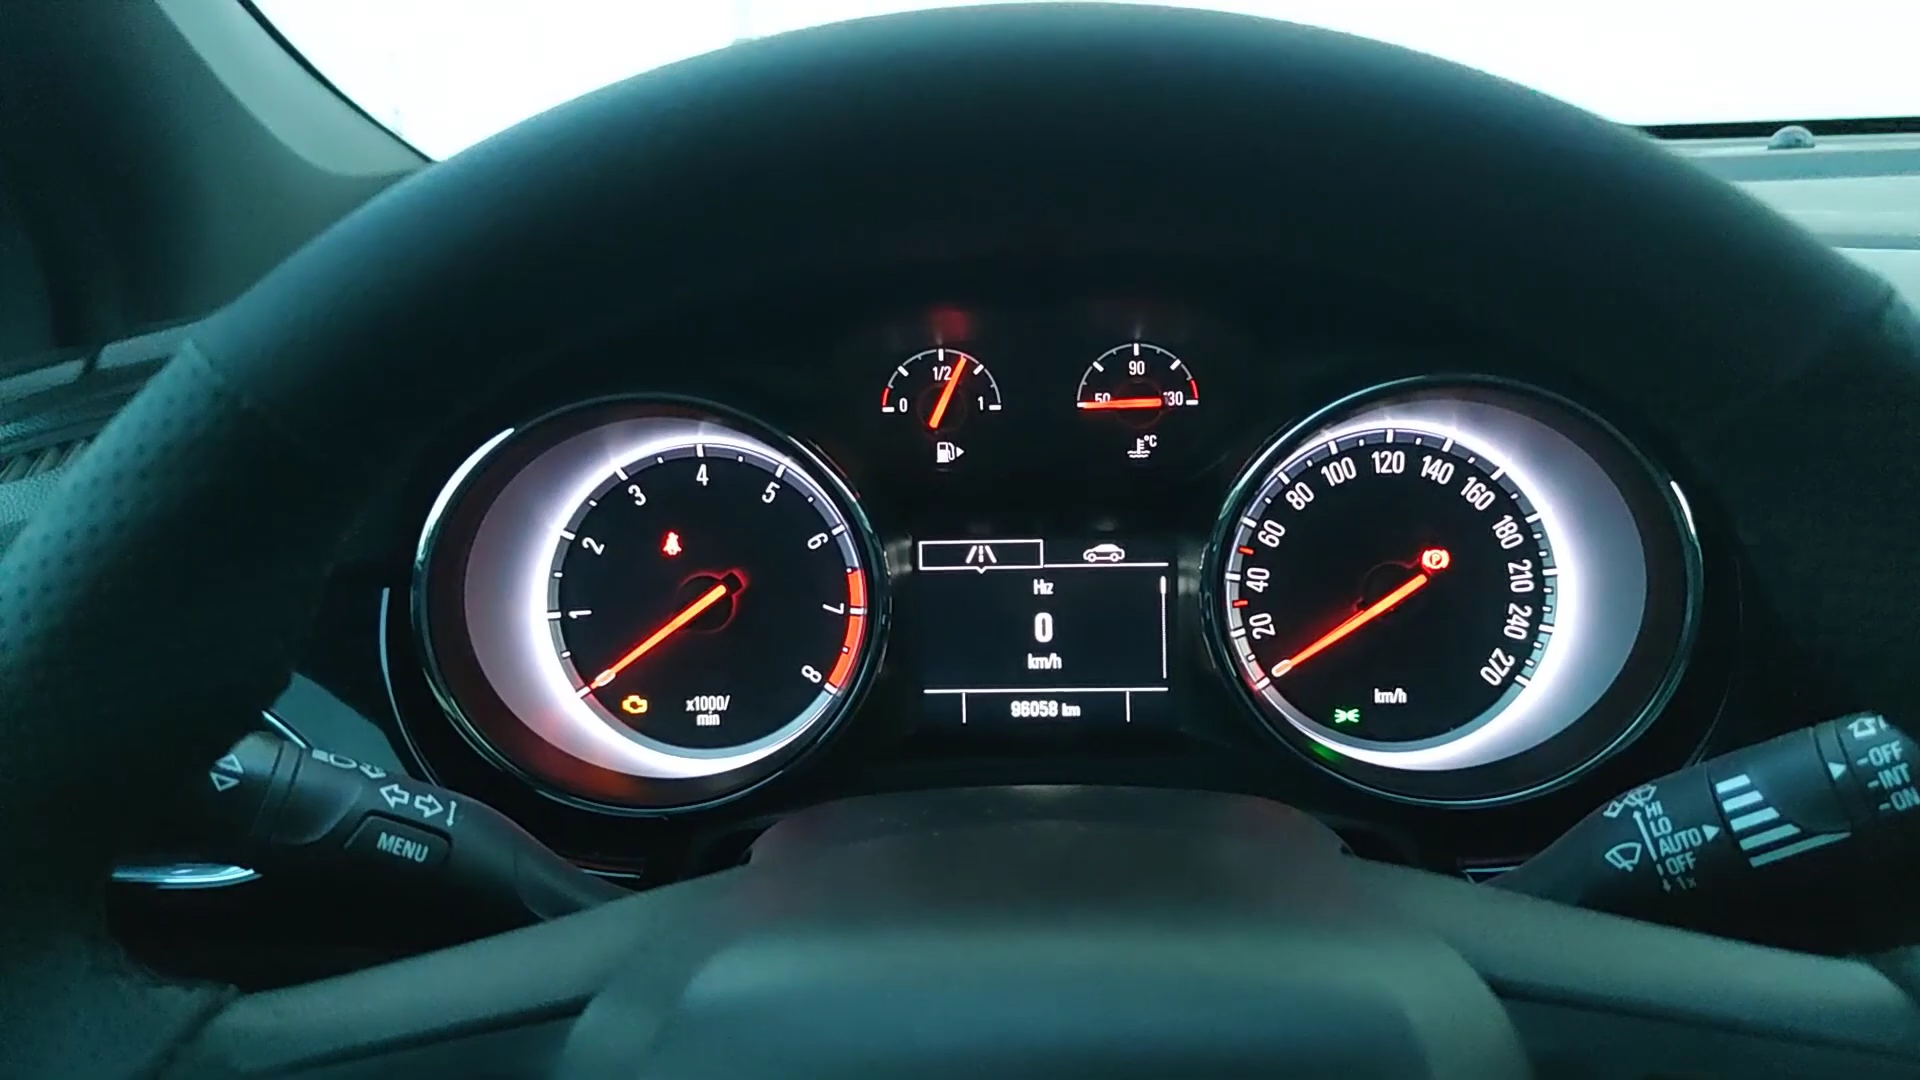 1/2
0 1
90
50 130
°C
1 2 3 4 5 6 7 8
x1000/
min
Hız
0
km/h
96058 km
20 40 60 80 100 120 140 160 180 210 240 270
km/h
P
MENU
OFF
INT
ON
HI
LO
AUTO
OFF
1x